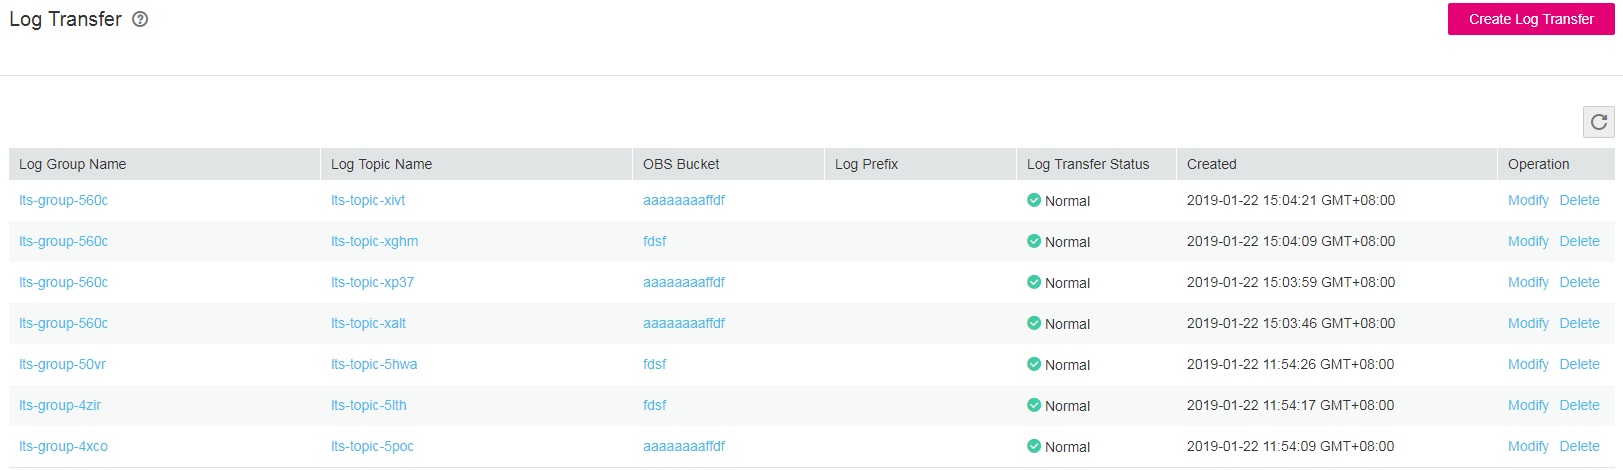 Log Transfer ?
Create Log Transfer
Log Group Name Log Topic Name OBS Bucket Log Prefix Log Transfer Status Created Operation
lts-group-560c lts-topic-xivt aaaaaaaaffdf Normal 2019-01-22 15:04:21 GMT+08:00 Modify Delete
lts-group-560c lts-topic-xghm fdsf Normal 2019-01-22 15:04:09 GMT+08:00 Modify Delete
lts-group-560c lts-topic-xp37 aaaaaaaaffdf Normal 2019-01-22 15:03:59 GMT+08:00 Modify Delete
lts-group-560c lts-topic-xalt aaaaaaaaffdf Normal 2019-01-22 15:03:46 GMT+08:00 Modify Delete
lts-group-50vr lts-topic-5hwa fdsf Normal 2019-01-22 11:54:26 GMT+08:00 Modify Delete
lts-group-4zir lts-topic-5lth fdsf Normal 2019-01-22 11:54:17 GMT+08:00 Modify Delete
lts-group-4xco lts-topic-5poc aaaaaaaaffdf Normal 2019-01-22 11:54:09 GMT+08:00 Modify Delete